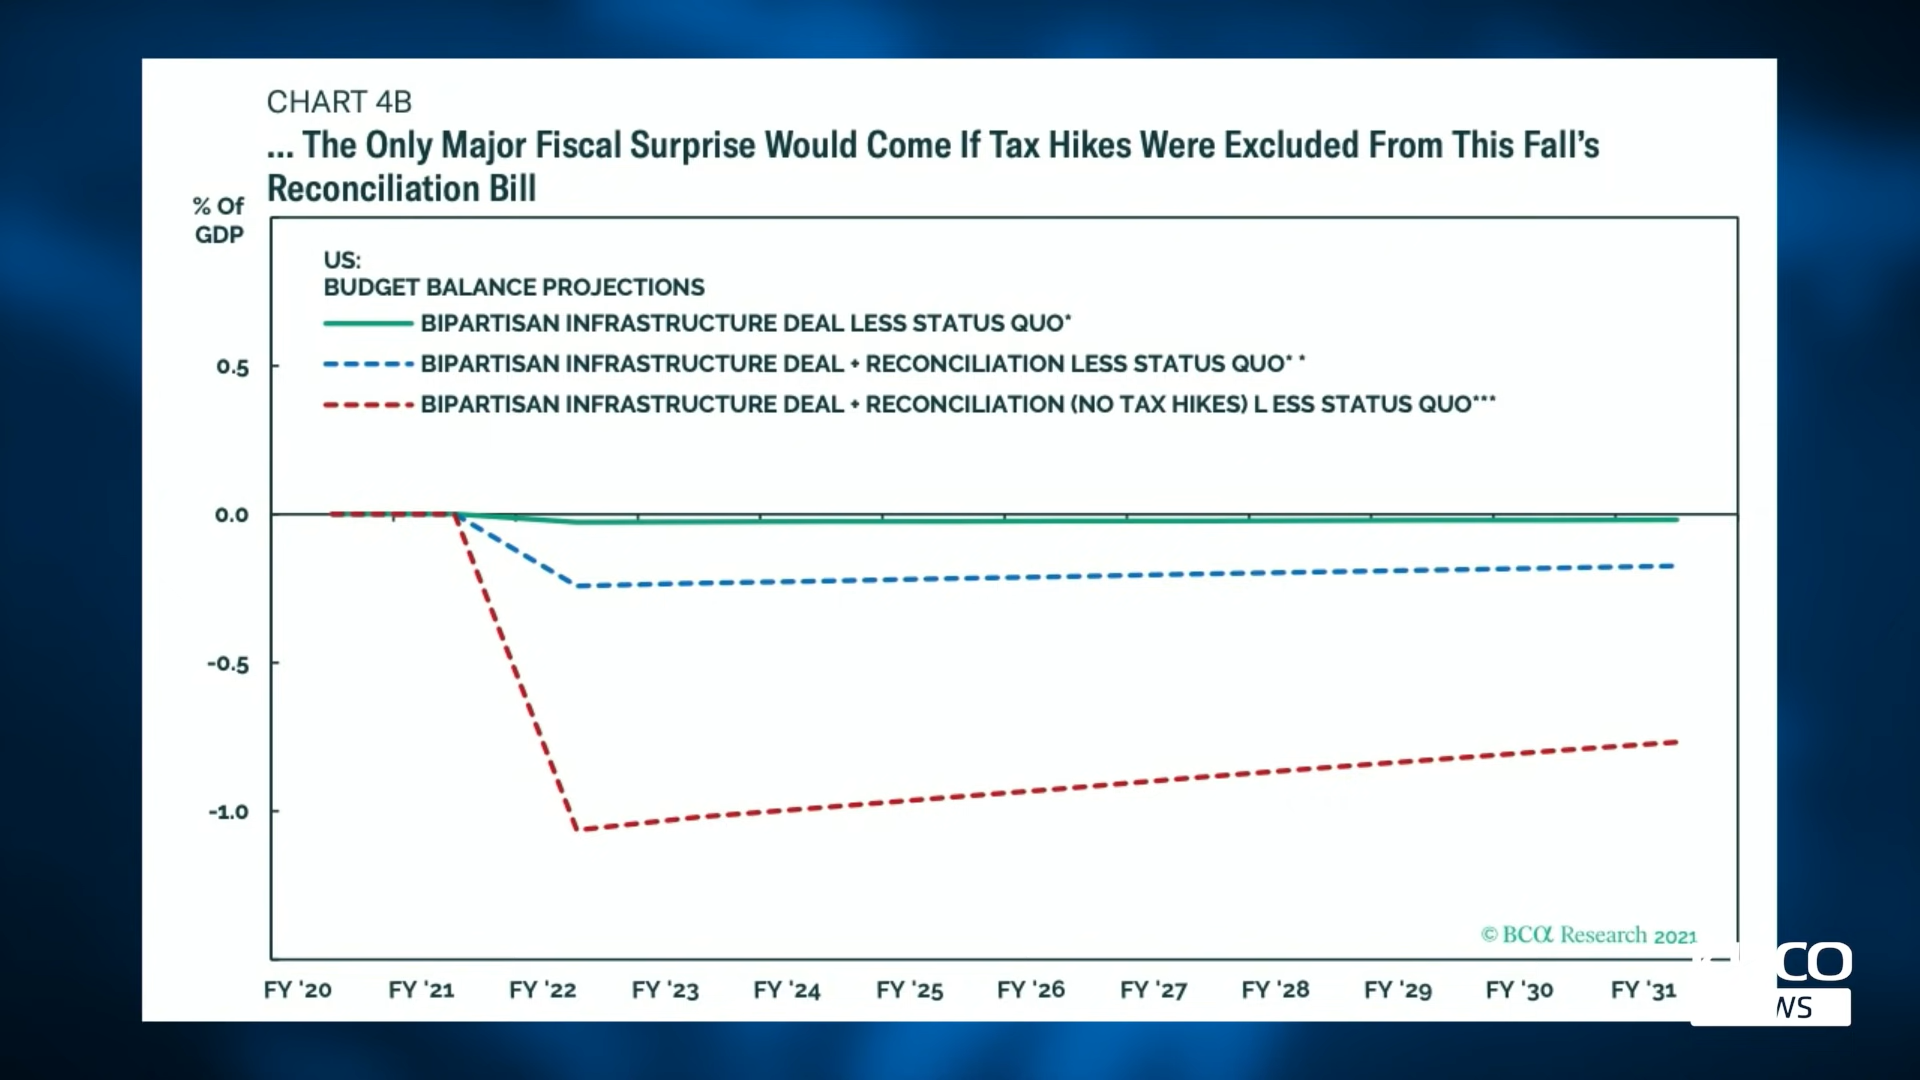 CHART 4B
... The Only Major Fiscal Surprise Would Come If Tax Hikes Were Excluded From This Fall's
Reconciliation Bill
% Of
GDP
US:
BUDGET BALANCE PROJECTIONS
BIPARTISAN INFRASTRUCTURE DEAL LESS STATUS QUO*
BIPARTISAN INFRASTRUCTURE DEAL + RECONCILIATION LESS STATUS QUO* *
BIPARTISAN INFRASTRUCTURE DEAL + RECONCILIATION (NO TAX HIKES) L ESS STATUS QUO***
0.5
0.0
-0.5
-1.0
© BCα Research 2021
FY '20 FY '21 FY '22 FY '23 FY '24 FY '25 FY '26 FY '27 FY '28 FY '29 FY '30 FY '31